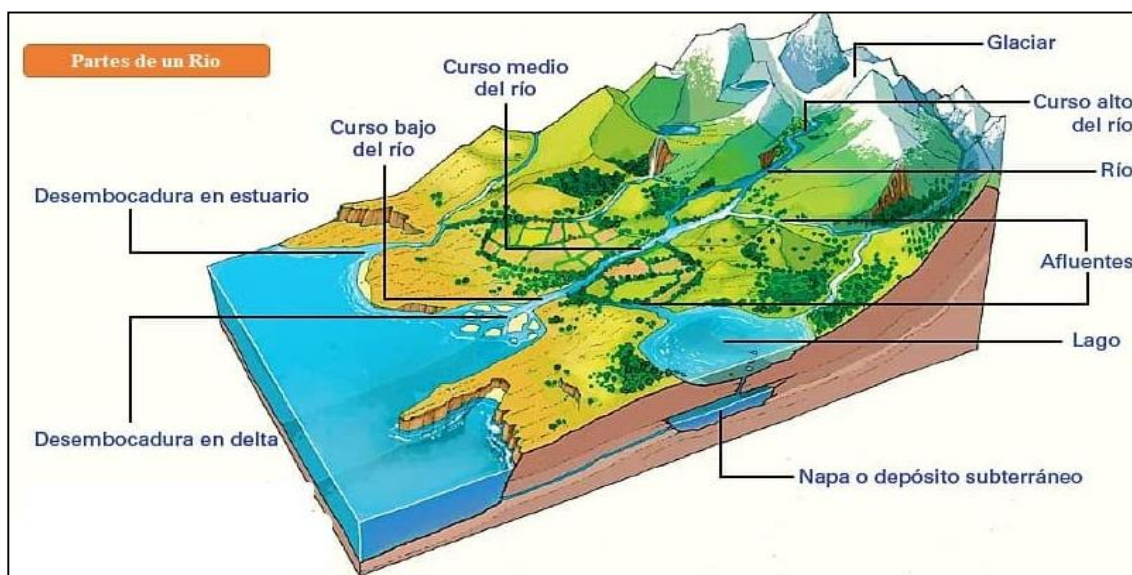 Partes de un Rio
Glaciar
Curso medio
del río
Curso alto
del río
Curso bajo
del río
Río
Desembocadura en estuario
Afluentes
Lago
Desembocadura en delta
Napa o depósito subterráneo